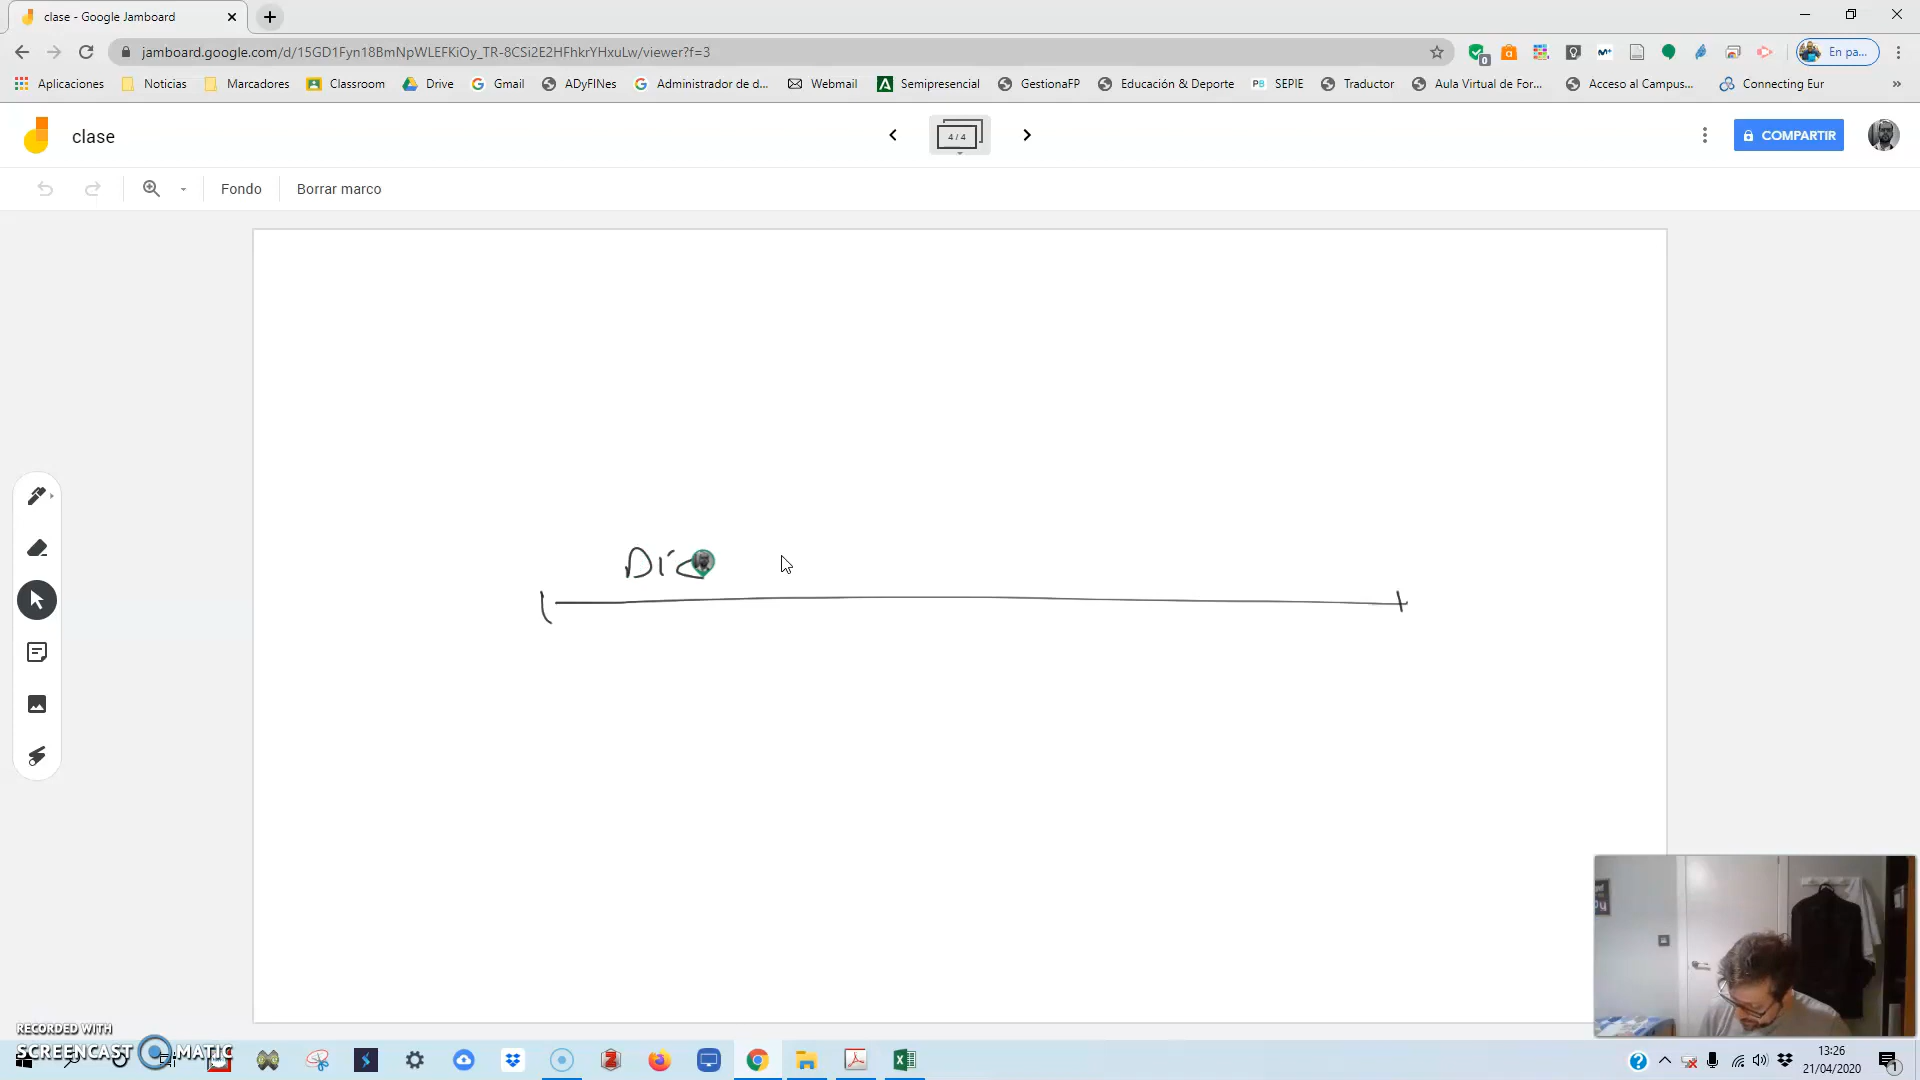 clase - Google Jamboard
jamboard.google.com/d/15GD1Fyn18BmNpWLEFKiOy_TR-8CSi2E2HFhkrYHxuLw/viewer?f=3
0
En pa...
Aplicaciones
Noticias
Marcadores
Classroom
Drive
Gmail
ADyFINes
Administrador de d...
Webmail
Semipresencial
GestionaFP
Educación & Deporte
SEPIE
Traductor
Aula Virtual de For...
Acceso al Campus...
Connecting Eur
»
clase
4 / 4
COMPARTIR
Fondo
Borrar marco
RECORDED WITH
SCREENCAST MATIC
13:26
21/04/2020
1